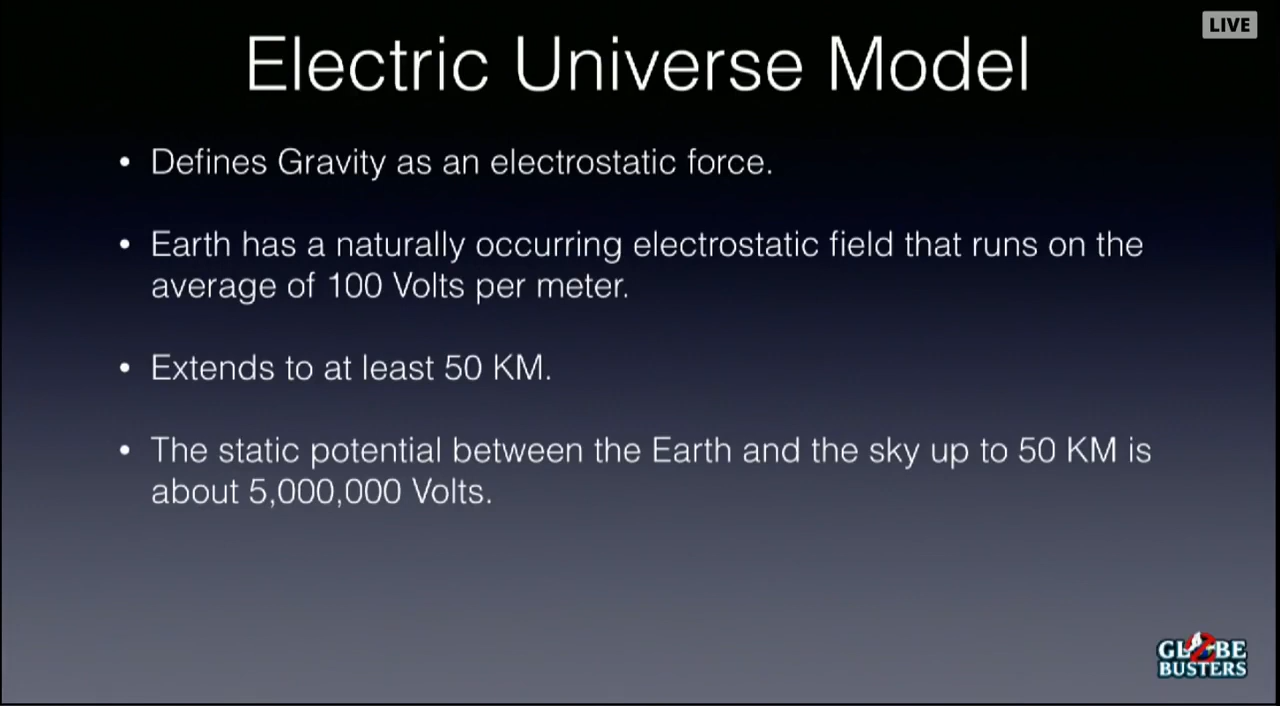 LIVE
Electric Universe Model
• Defines Gravity as an electrostatic force.
• Earth has a naturally occurring electrostatic field that runs on the
average of 100 Volts per meter.
• Extends to at least 50 KM.
• The static potential between the Earth and the sky up to 50 KM is
about 5,000,000 Volts.
GLOBE
BUSTERS